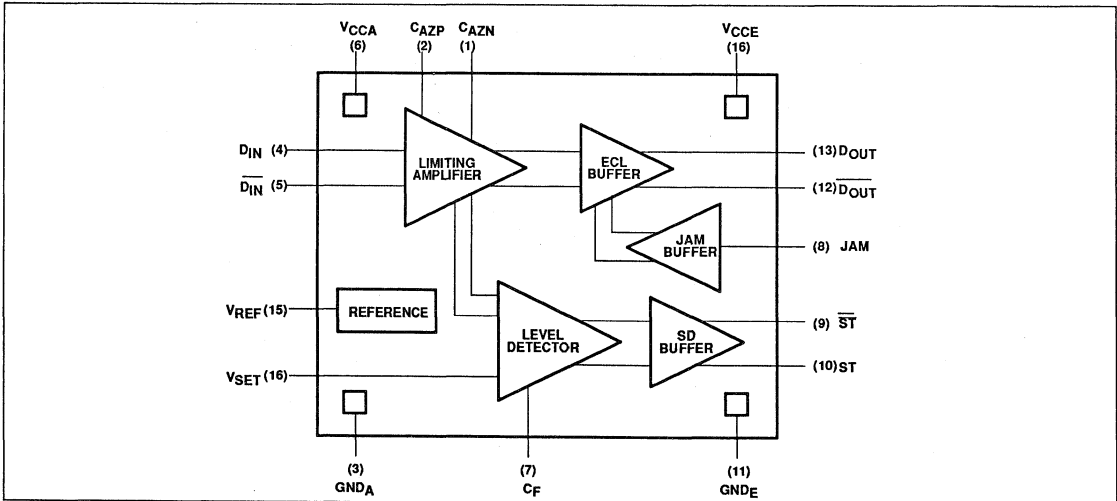 VCCA CAZP CAZN VCCE
(6) (2) (1) (16)
DIN (4)
LIMITING
AMPLIFIER
ECL
BUFFER
(13) DOUT
DIN (5)
(12) DOUT
JAM
BUFFER
(8) JAM
VREF (15)
REFERENCE
LEVEL
DETECTOR
SD
BUFFER
(9) ST
VSET (16)
(10) ST
(3) (7) (11)
GNDA CF GNDE